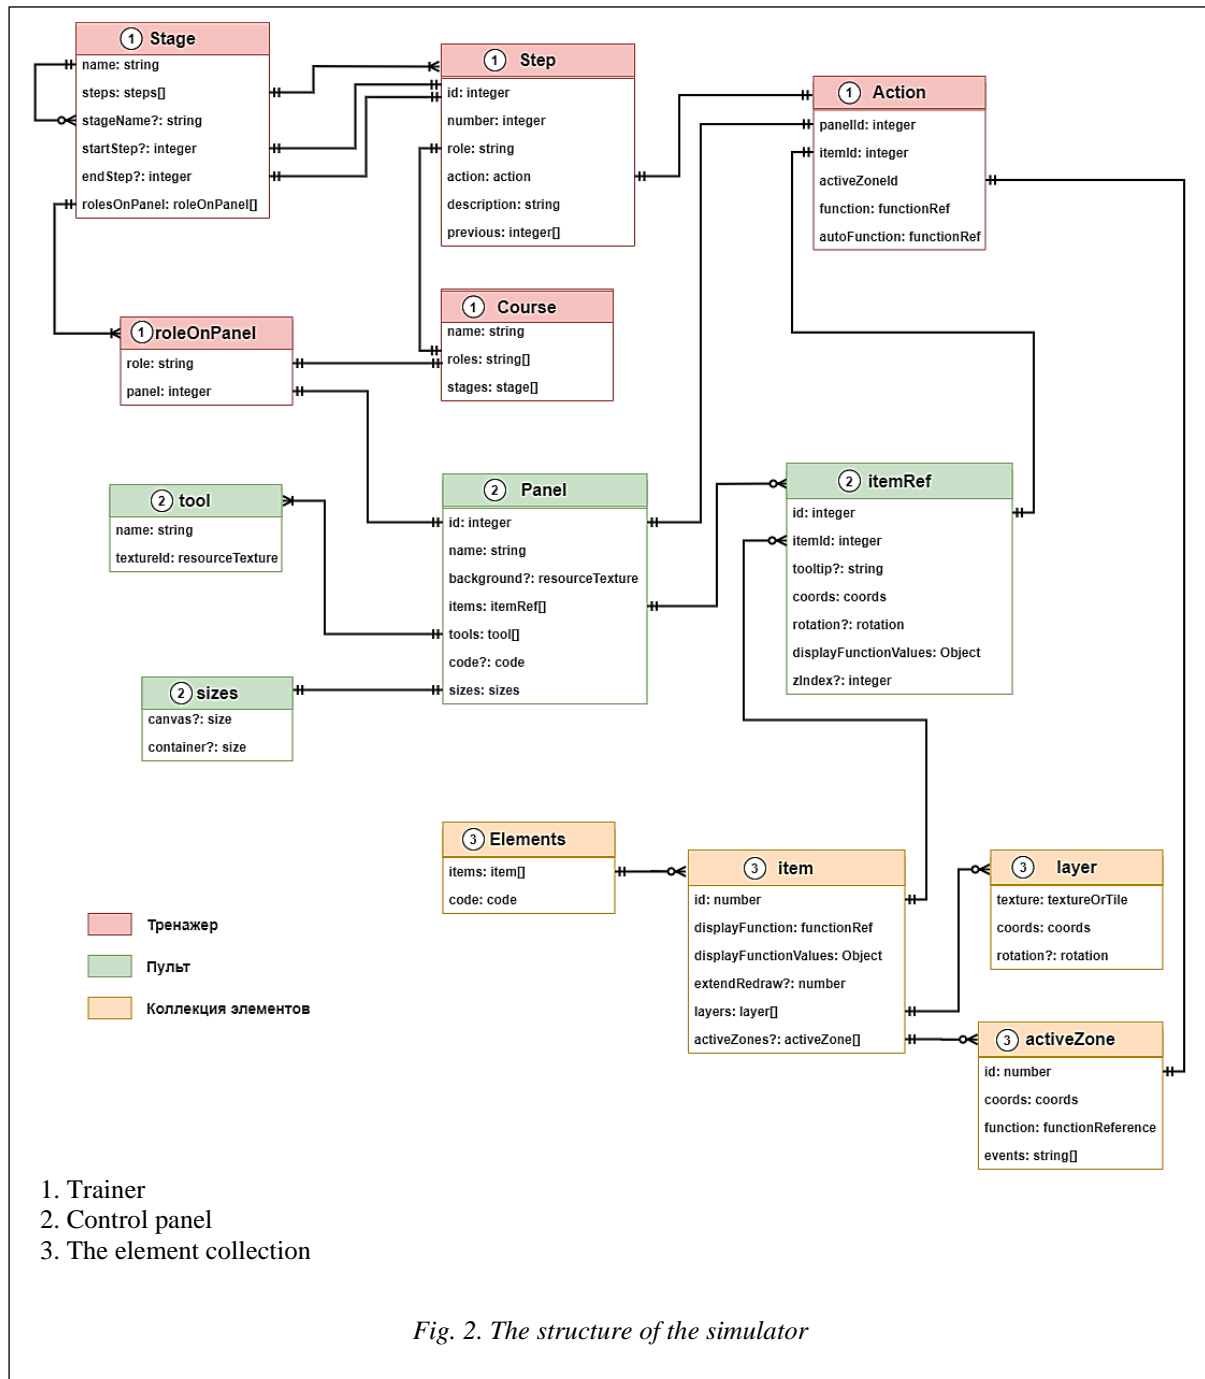 1 Stage
name: string
steps: steps[]
stageName?: string
startStep?: integer
endStep?: integer
rolesOnPanel: roleOnPanel[]
1 Step
id: integer
number: integer
role: string
action: action
description: string
previous: integer[]
1 Action
panelId: integer
itemId: integer
activeZoneId
function: functionRef
autoFunction: functionRef
1 roleOnPanel
role: string
panel: integer
1 Course
name: string
roles: string[]
stages: stage[]
2 tool
name: string
textureId: resourceTexture
2 Panel
id: integer
name: string
background?: resourceTexture
items: itemRef[]
tools: tool[]
code?: code
sizes: sizes
2 itemRef
id: integer
itemId: integer
tooltip?: string
coords: coords
rotation?: rotation
displayFunctionValues: Object
zIndex?: integer
2 sizes
canvas?: size
container?: size
3 Elements
items: item[]
code: code
3 item
id: number
displayFunction: functionRef
displayFunctionValues: Object
extendRedraw?: number
layers: layer[]
activeZones?: activeZone[]
3 layer
texture: textureOrTile
coords: coords
rotation?: rotation
3 activeZone
id: number
coords: coords
function: functionReference
events: string[]
Тренажер
Пульт
Коллекция элементов
1. Trainer
2. Control panel
3. The element collection
Fig. 2. The structure of the simulator